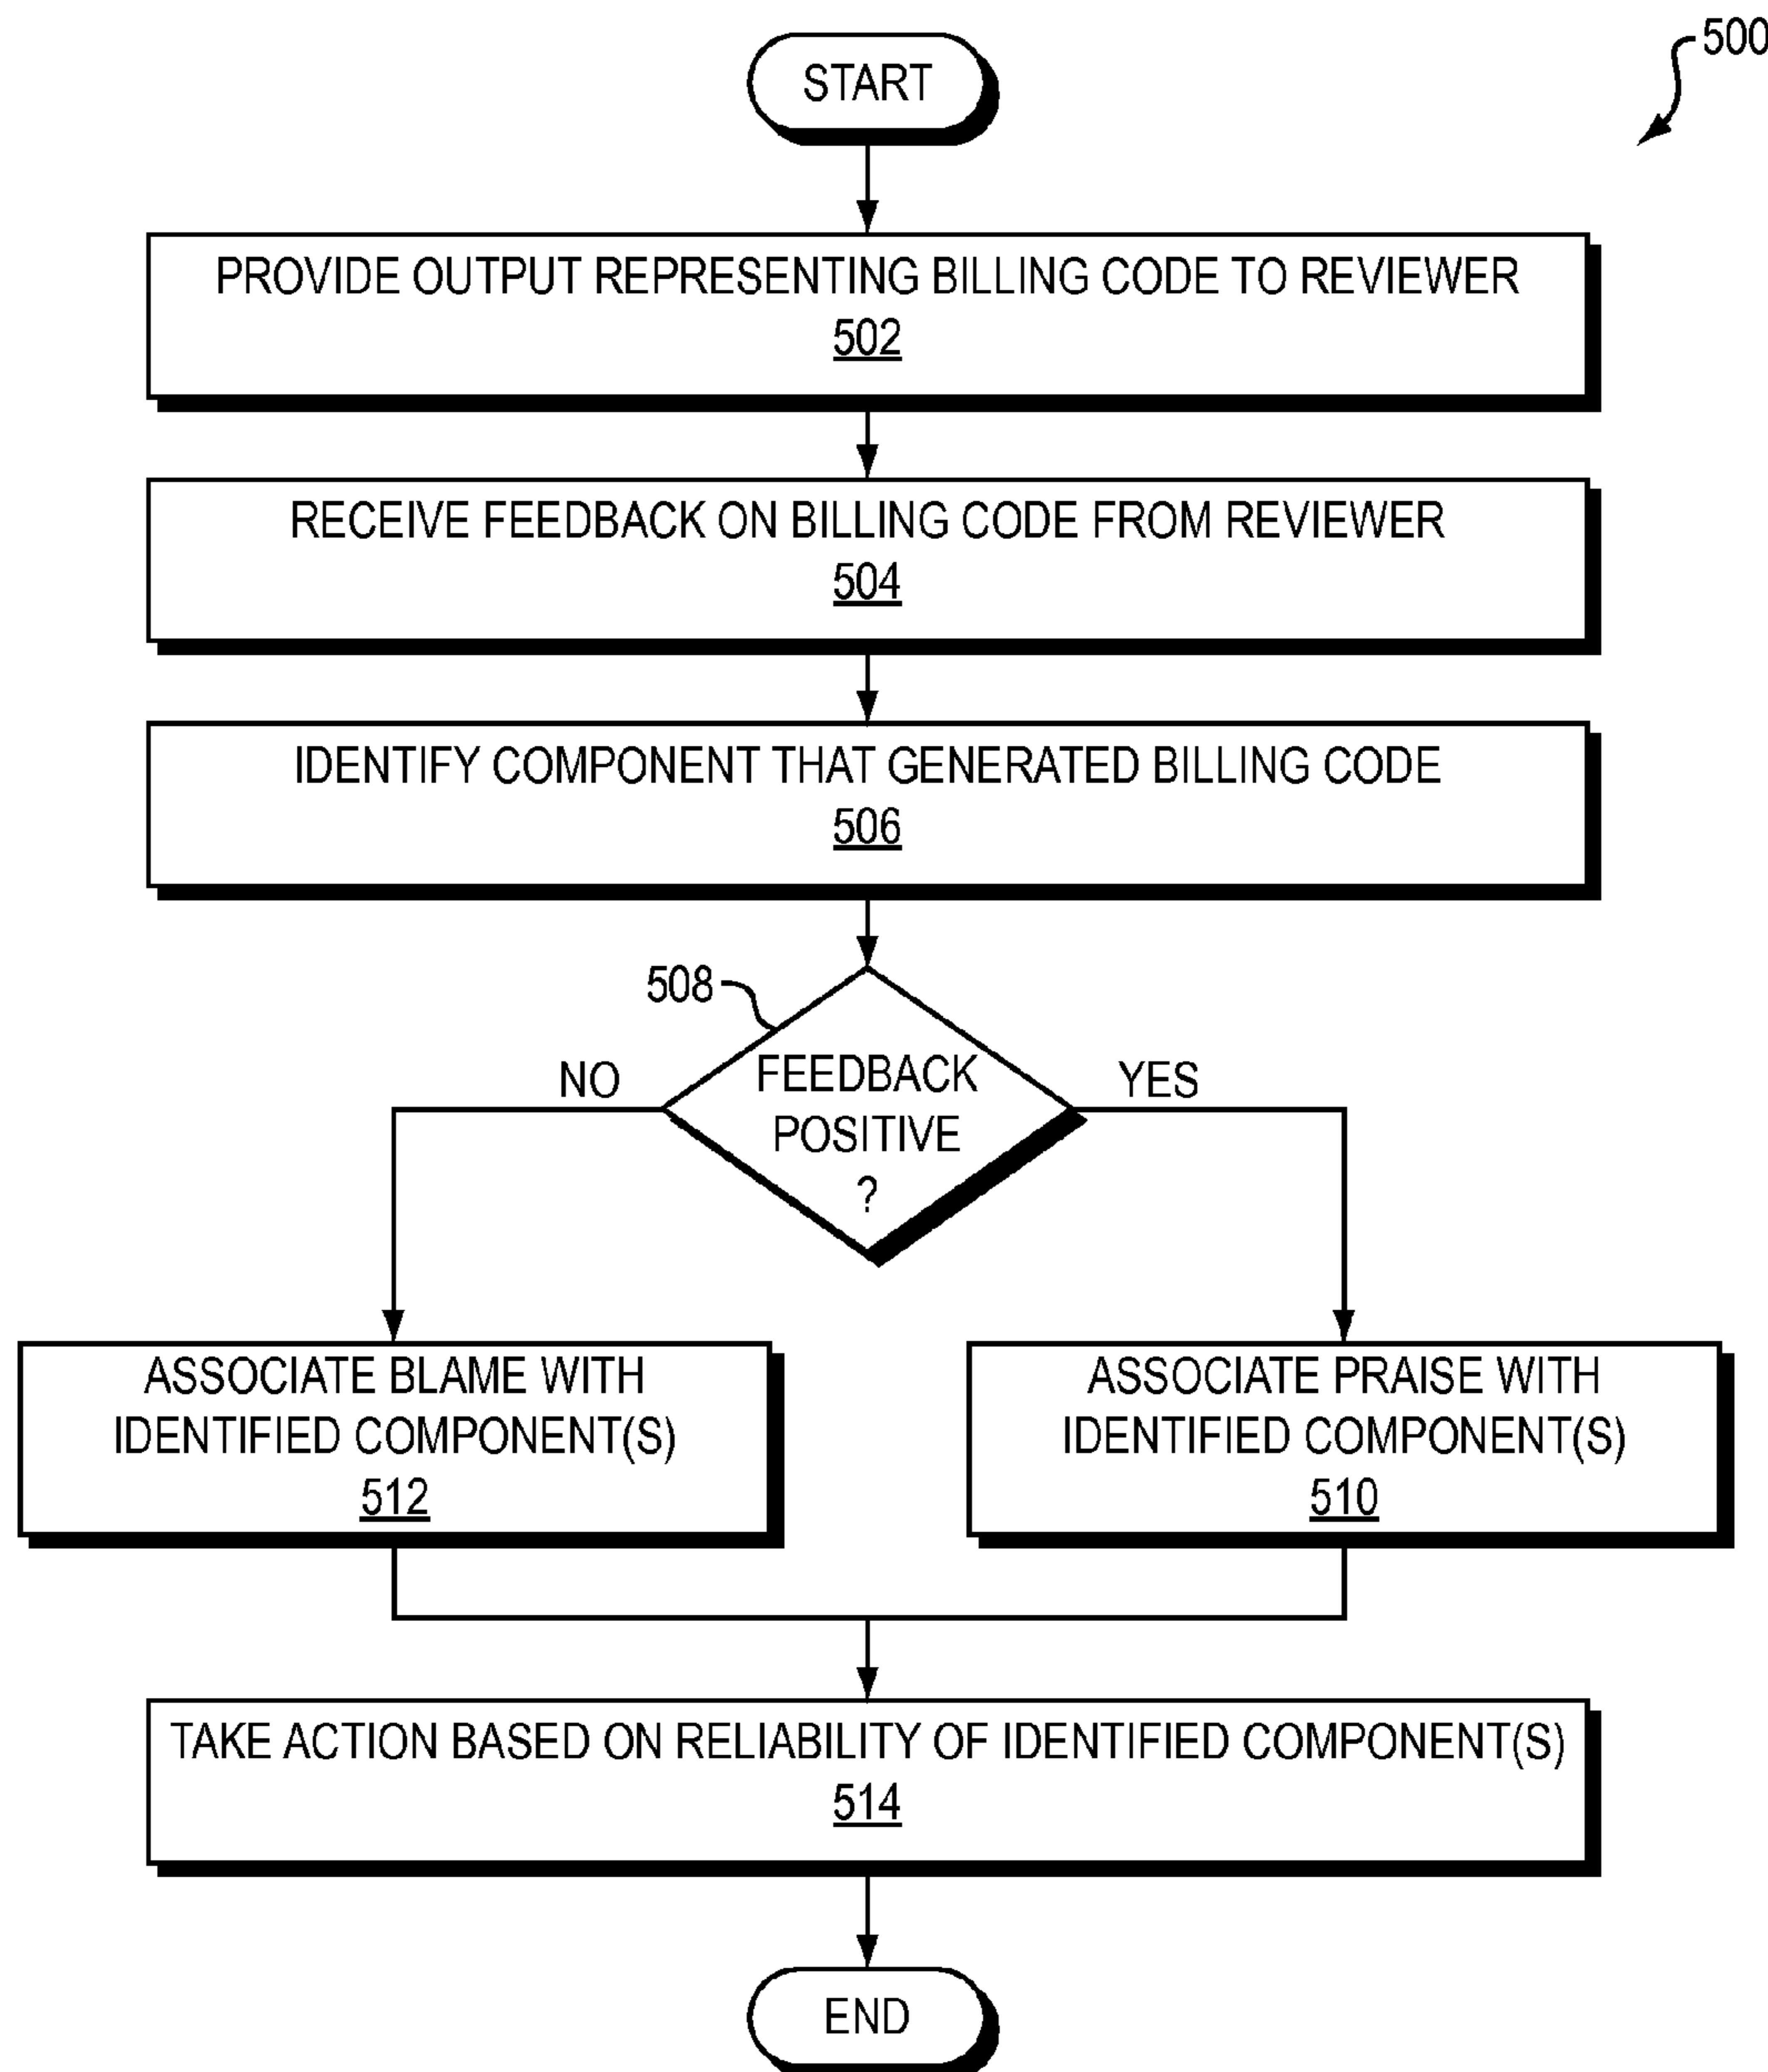 500
START
PROVIDE OUTPUT REPRESENTING BILLING CODE TO REVIEWER
502
RECEIVE FEEDBACK ON BILLING CODE FROM REVIEWER
504
IDENTIFY COMPONENT THAT GENERATED BILLING CODE
506
508
FEEDBACK
POSITIVE
?
NO
YES
ASSOCIATE BLAME WITH
IDENTIFIED COMPONENT(S)
512
ASSOCIATE PRAISE WITH
IDENTIFIED COMPONENT(S)
510
TAKE ACTION BASED ON RELIABILITY OF IDENTIFIED COMPONENT(S)
514
END